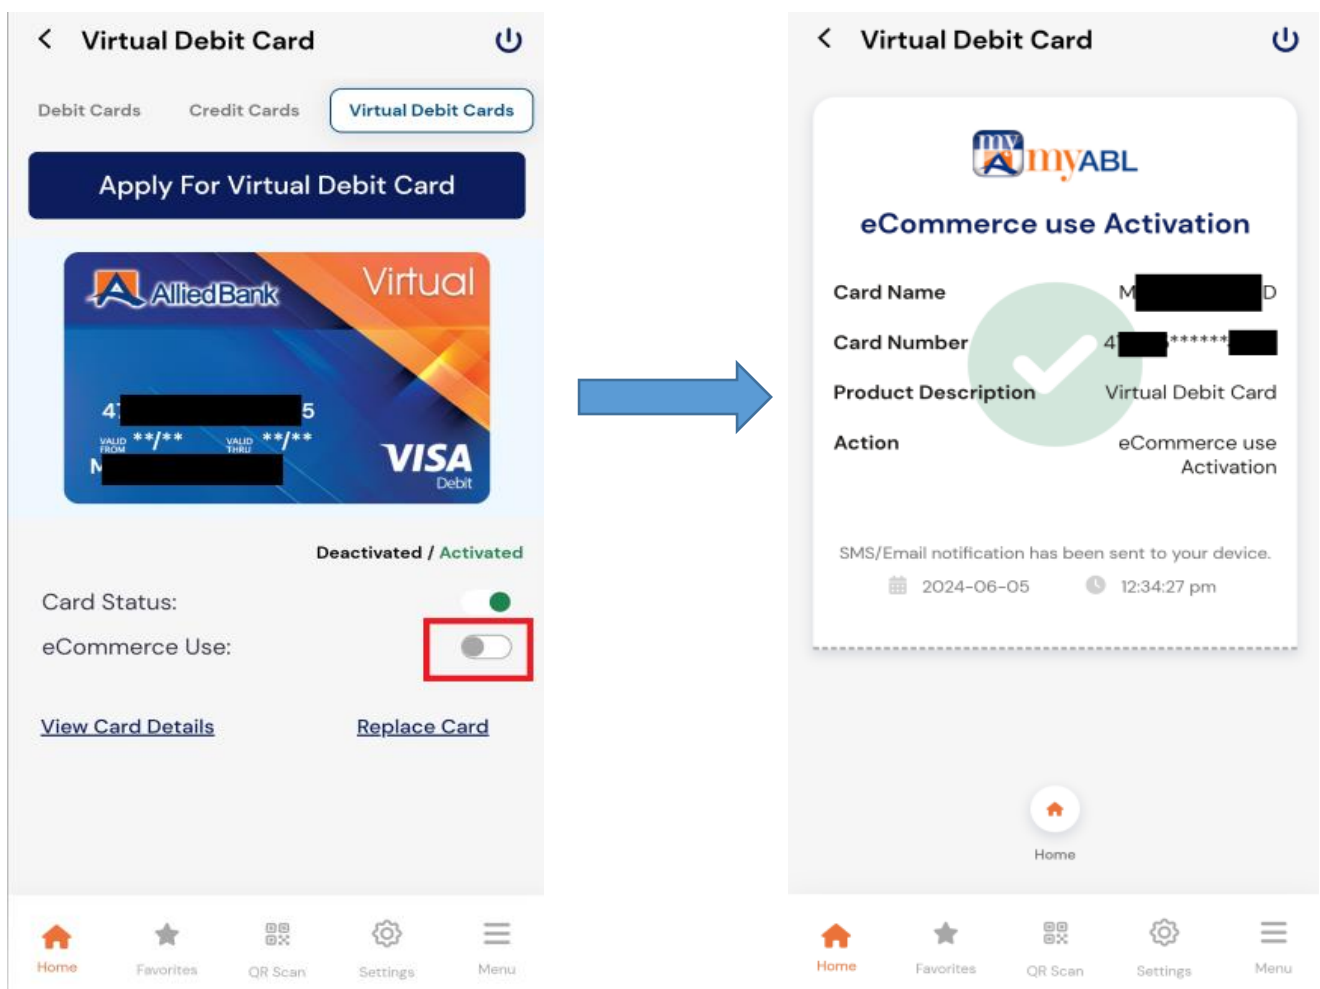 Virtual Debit Card
Debit Cards Credit Cards Virtual Debit Cards
Apply For Virtual Debit Card
AlliedBank Virtual
4 5
VALID FROM **/** VALID THRU **/**
M
VISA
Debit
Deactivated / Activated
Card Status:
eCommerce Use:
View Card Details Replace Card
Home Favorites QR Scan Settings Menu
Virtual Debit Card
my myABL
eCommerce use Activation
Card Name M D
Card Number 4 ******
Product Description Virtual Debit Card
Action eCommerce use
Activation
SMS/Email notification has been sent to your device.
2024-06-05 12:34:27 pm
Home
Home Favorites QR Scan Settings Menu